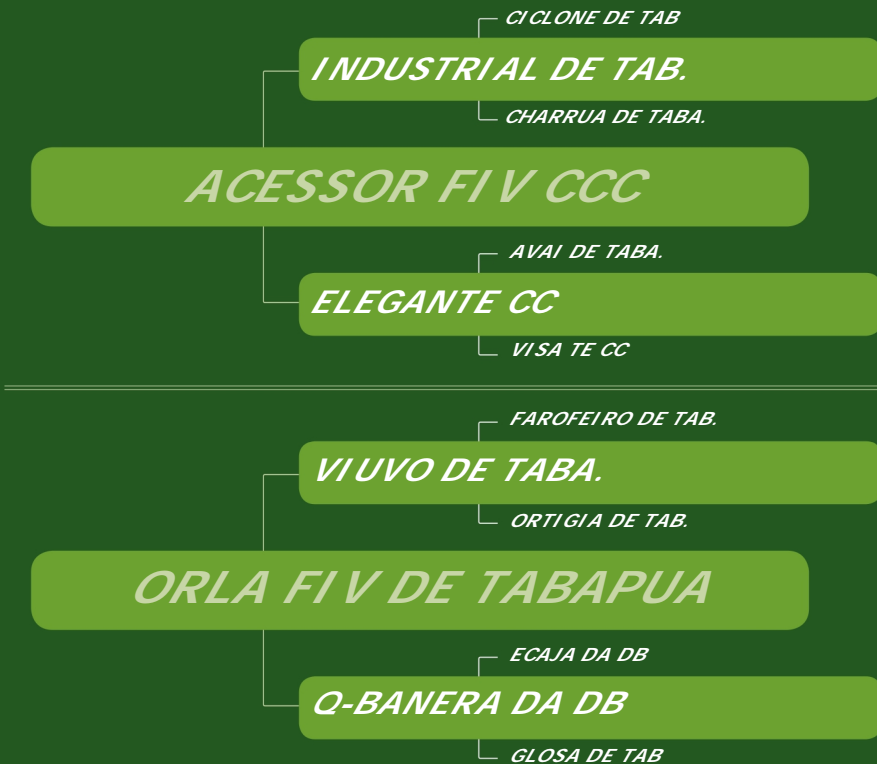 CICLONE DE TAB
INDUSTRIAL DE TAB.
CHARRUA DE TABA.
ACESSOR FIV CCC
AVAI DE TABA.
ELEGANTE CC
VISA TE CC
FAROFEIRO DE TAB.
VIUVO DE TABA.
ORTIGIA DE TAB.
ORLA FIV DE TABAPUA
ECAJA DA DB
Q-BANERA DA DB
GLOSA DE TAB